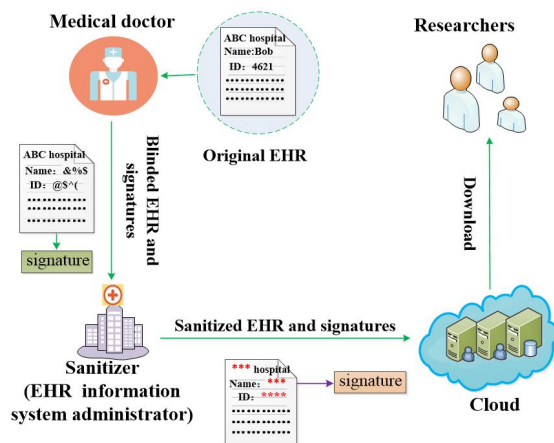 Medical doctor
ABC hospital
Name:Bob
ID: 4621
Original EHR
Researchers
Blinded EHR and
signatures
ABC hospital
Name: &%$
ID: @$^(
signature
Download
Sanitizer
(EHR information
system administrator)
Sanitized EHR and signatures
*** hospital
Name: ***
ID: ****
signature
Cloud